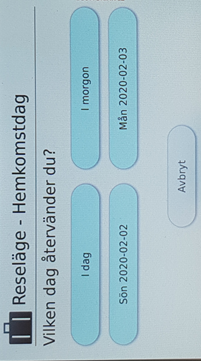 Reseläge - Hemkomstdag
Vilken dag återvänder du?
I dag
I morgon
Sön 2020-02-02
Mån 2020-02-03
Avbryt